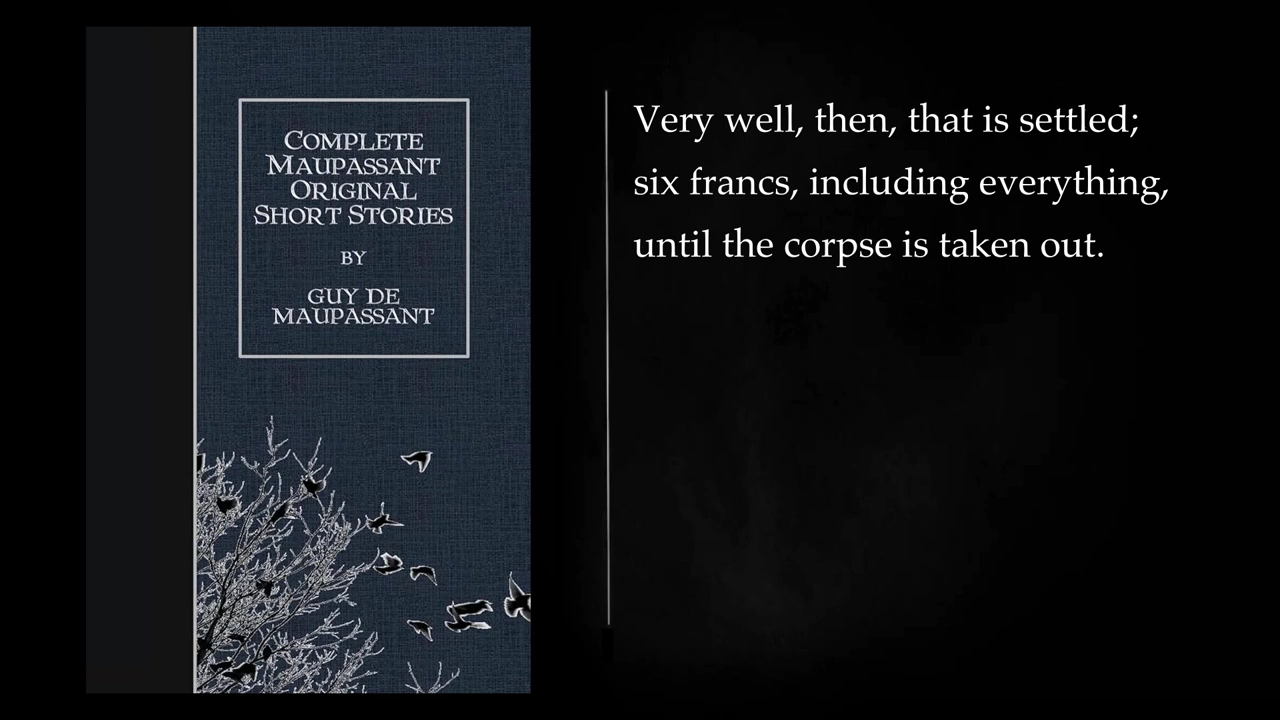 COMPLETE
MAUPASSANT
ORIGINAL
SHORT STORIES
BY
GUY DE
MAUPASSANT
Very well, then, that is settled;
six francs, including everything,
until the corpse is taken out.